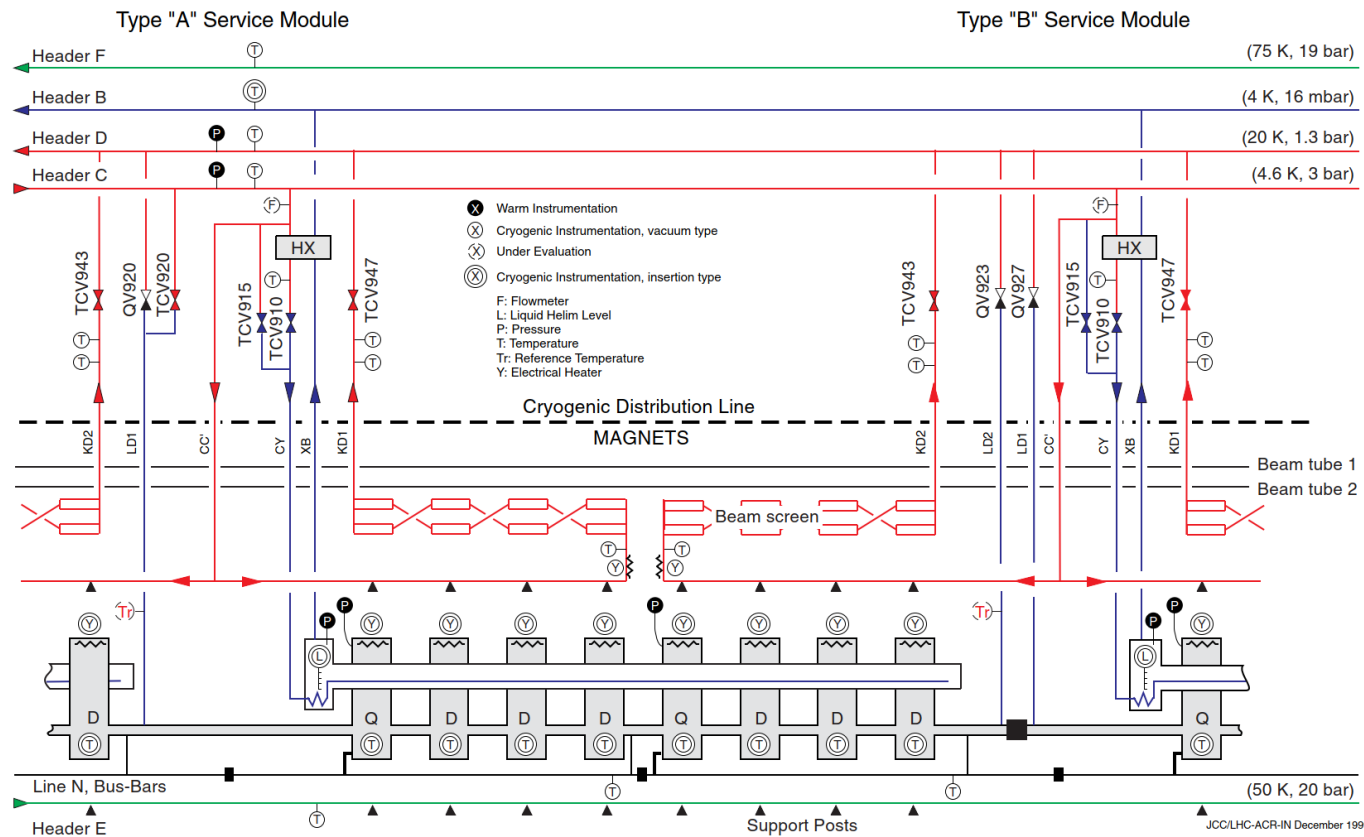 Type "A" Service Module
Type "B" Service Module
Header F
T
(75 K, 19 bar)
Header B
T
(4 K, 16 mbar)
Header D
P
T
(20 K, 1.3 bar)
Header C
P
T
(4.6 K, 3 bar)
F
X Warm Instrumentation
X Cryogenic Instrumentation, vacuum type
X Under Evaluation
X Cryogenic Instrumentation, insertion type
F: Flowmeter
L: Liquid Helim Level
P: Pressure
T: Temperature
Tr: Reference Temperature
Y: Electrical Heater
F
HX
HX
TCV943
QV920
TCV920
TCV915
TCV910
T
TCV947
TCV943
QV923
QV927
TCV915
TCV910
T
TCV947
T
T
T
T
T
T
T
T
Cryogenic Distribution Line
MAGNETS
KD2
LD1
CC'
CY
XB
KD1
KD2
LD2
LD1
CC'
CY
XB
KD1
Beam tube 1
Beam tube 2
Beam screen
T
Y
T
Y
Y
Tr
P
P
Y
Y
Y
Y
P
Y
Y
Y
Y
Tr
P
P
Y
L
L
D
Q
D
D
D
Q
D
D
D
Q
T
T
T
T
T
T
T
T
T
T
Line N, Bus-Bars
T
T
(50 K, 20 bar)
Header E
T
Support Posts
JCC/LHC-ACR-IN December 199